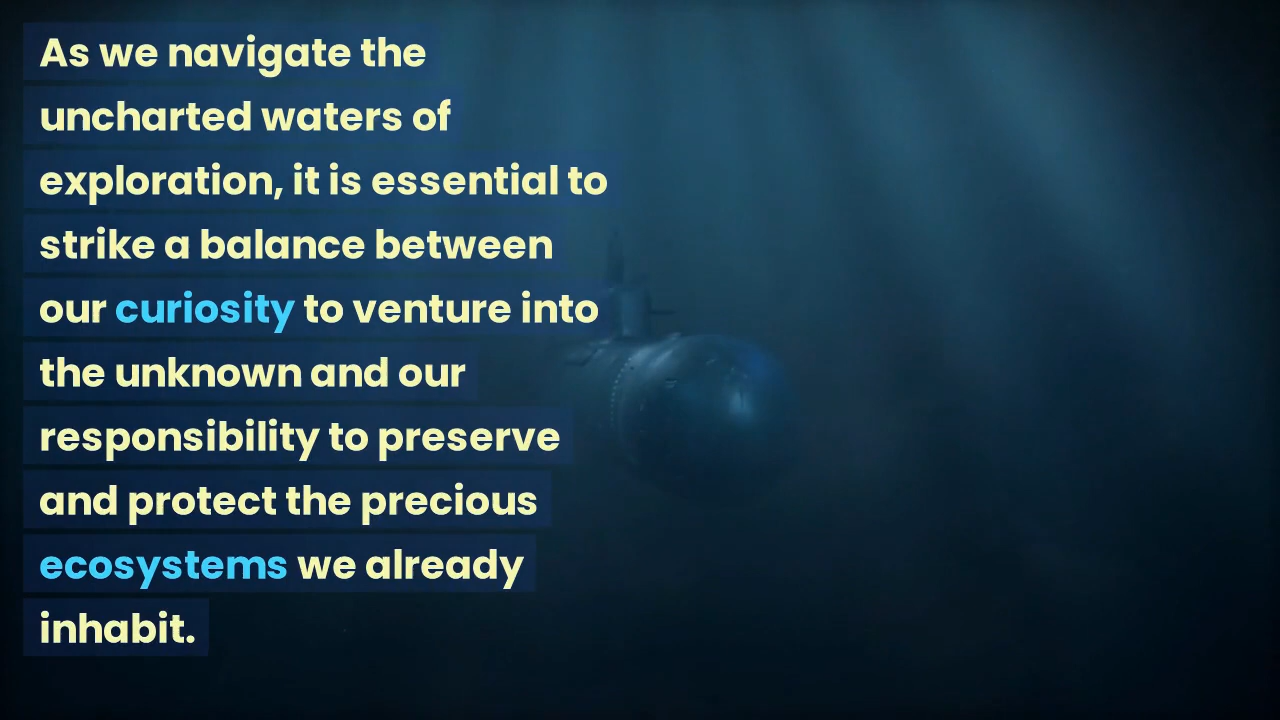 As we navigate the
uncharted waters of
exploration, it is essential to
strike a balance between
our curiosity to venture into
the unknown and our
responsibility to preserve
and protect the precious
ecosystems we already
inhabit.